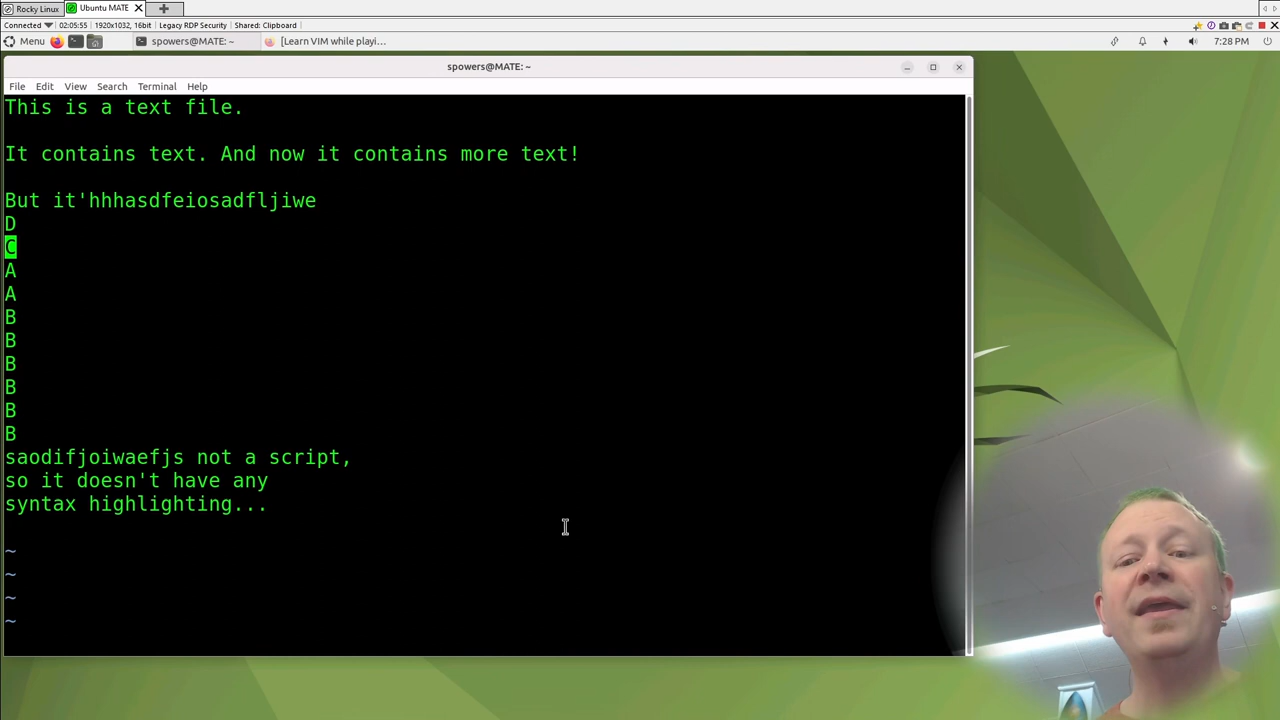 Rocky Linux
Ubuntu MATE
Connected
02:05:55
1920x1032, 16bit
Legacy RDP Security
Shared: Clipboard
Menu
spowers@MATE: ~
[Learn VIM while playi...
7:28 PM
spowers@MATE: ~
File Edit View Search Terminal Help
This is a text file.
It contains text. And now it contains more text!
But it'hhhasdfeiosadfljiwe
D
C
A
A
B
B
B
B
B
B
saodifjoiwaefjs not a script,
so it doesn't have any
syntax highlighting...
~
~
~
~